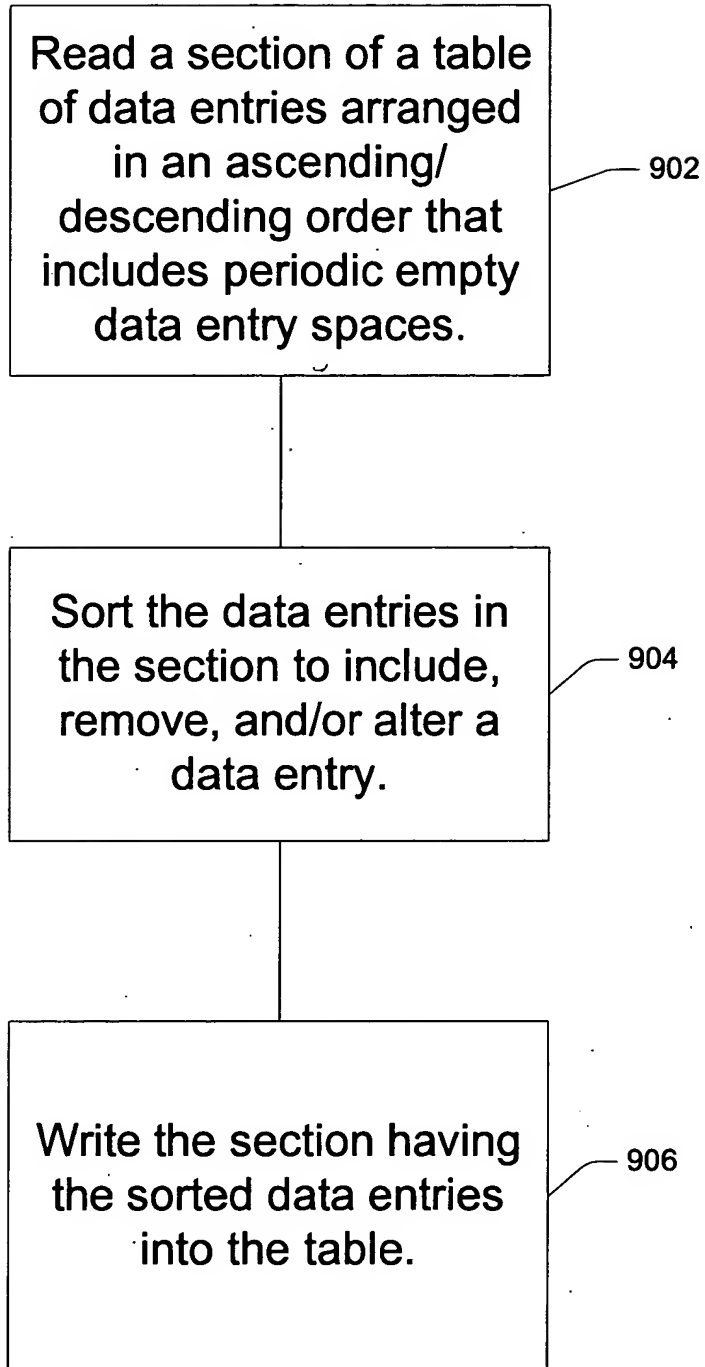 Read a section of a table
of data entries arranged
in an ascending/
descending order that
includes periodic empty
data entry spaces.
902
Sort the data entries in
the section to include,
remove, and/or alter a
data entry.
904
Write the section having
the sorted data entries
into the table.
906